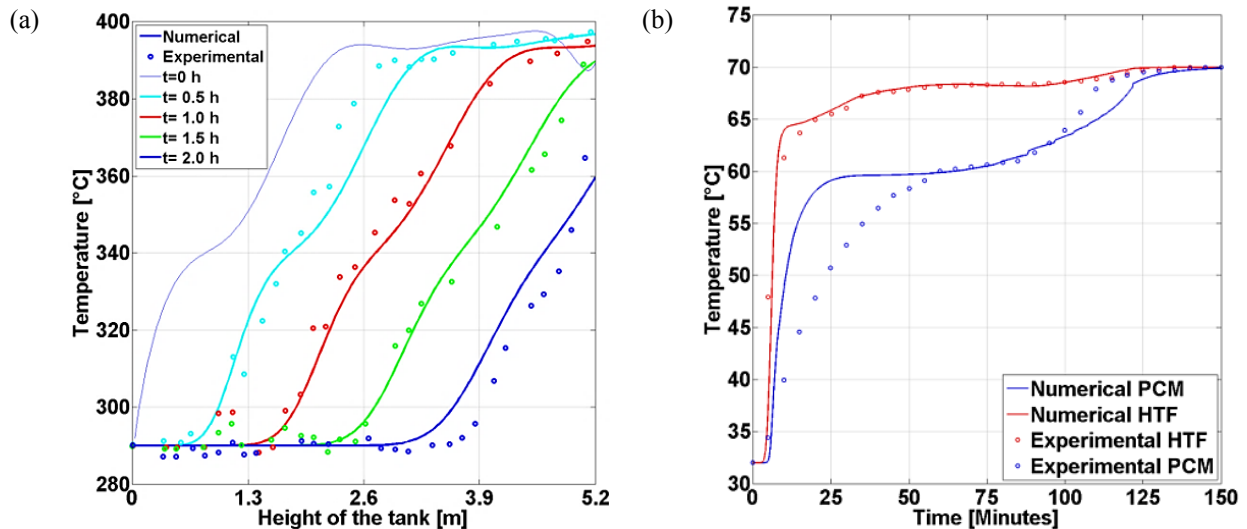 (a)
400
380
360
340
320
290
280
Temperature [°C]
Numerical
Experimental
t=0 h
t= 0.5 h
t= 1.0 h
t= 1.5 h
t= 2.0 h
0 1.3 2.6 3.9 5.2
Height of the tank [m]
(b)
75
70
65
60
55
50
45
40
35
30
Temperature [°C]
Numerical PCM
Numerical HTF
Experimental HTF
Experimental PCM
0 25 50 75 100 125 150
Time [Minutes]